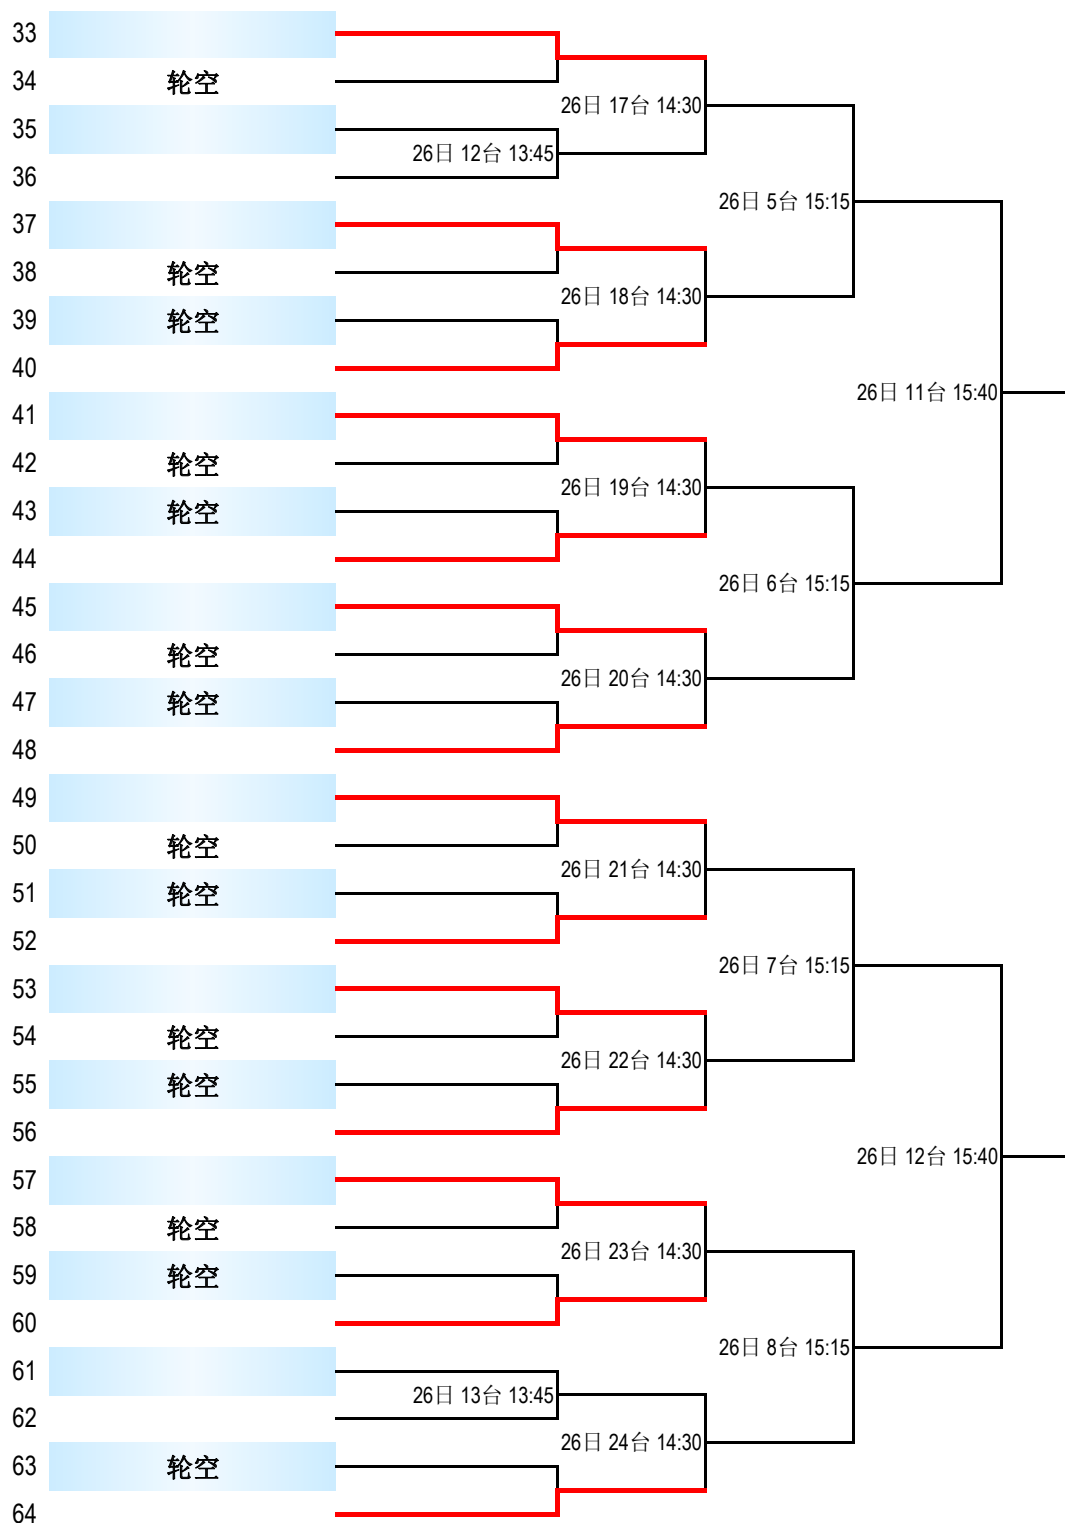 33
34 轮空
26日 17台 14:30
35
26日 12台 13:45
36
26日 5台 15:15
37
38 轮空
26日 18台 14:30
39 轮空
40
26日 11台 15:40
41
42 轮空
26日 19台 14:30
43 轮空
44
26日 6台 15:15
45
46 轮空
26日 20台 14:30
47 轮空
48
49
50 轮空
26日 21台 14:30
51 轮空
52
26日 7台 15:15
53
54 轮空
26日 22台 14:30
55 轮空
56
26日 12台 15:40
57
58 轮空
26日 23台 14:30
59 轮空
60
26日 8台 15:15
61
26日 13台 13:45
62
26日 24台 14:30
63 轮空
64